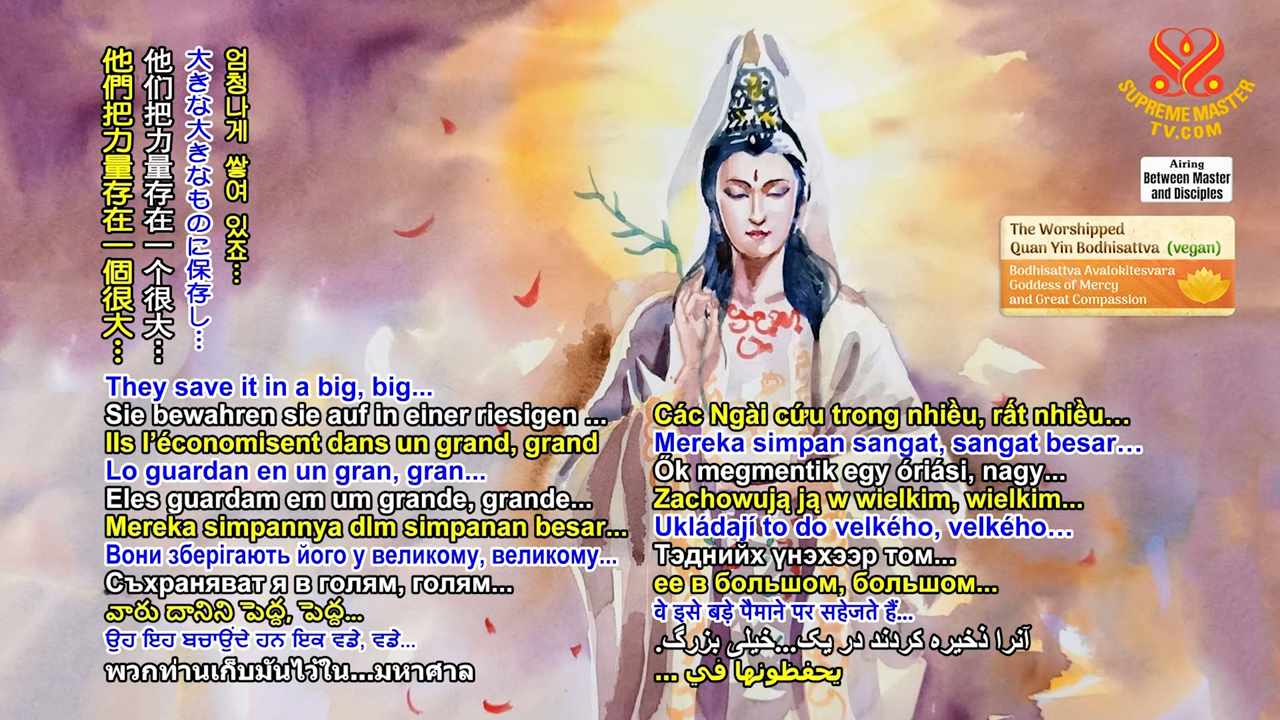 엄청나게 쌓여 있죠…
大きな大きなものに保存し…
他们把力量存在一个很大…
他們把力量存在一個很大…
SUPREME MASTER
TV.COM
Airing
Between Master
and Disciples
The Worshipped
Quan Yin Bodhisattva (vegan)
Bodhisattva Avalokitesvara
Goddess of Mercy
and Great Compassion
They save it in a big, big...
Sie bewahren sie auf in einer riesigen ...
Ils l’économisent dans un grand, grand
Lo guardan en un gran, gran...
Eles guardam em um grande, grande...
Mereka simpannya dlm simpanan besar...
Вони зберігають його у великому, великому...
Съхраняват я в голям, голям...
వారు దానిని పెద్ద, పెద్ద...
ਉਹ ਇਹ ਬਚਾਉਂਦੇ ਹਨ ਇਕ ਵਡੇ, ਵਡੇ...
พวกท่านเก็บมันไว้ใน...มหาศาล
Các Ngài cứu trong nhiều, rất nhiều…
Mereka simpan sangat, sangat besar…
Ők megmentik egy óriási, nagy...
Zachowują ją w wielkim, wielkim...
Ukládají to do velkého, velkého…
Тэднийх үнэхээр том...
ее в большом, большом...
वे इसे बड़े पैमाने पर सहेजते हैं...
آنرا ذخیره کردند در یک...خیلی بزرگ.
يحفظونها في ...